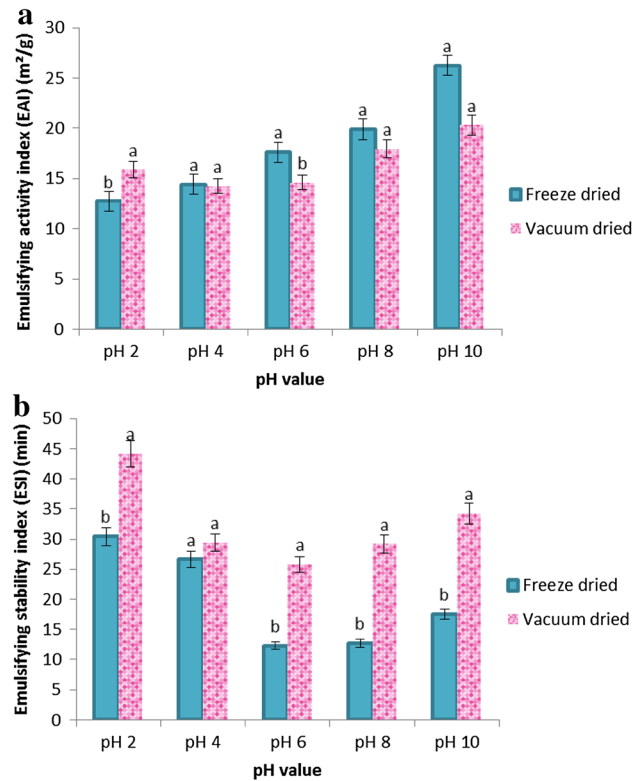 a
Emulsifying activity index (EAI) (m²/g)
30
25
20
15
10
5
0
b a a a a b a a a a
pH 2 pH 4 pH 6 pH 8 pH 10
pH value
Freeze dried
Vacuum dried
b
Emulsifying stability index (ESI) (min)
50
45
40
35
30
25
20
15
10
5
0
b a a a b a b a b a
pH 2 pH 4 pH 6 pH 8 pH 10
pH value
Freeze dried
Vacuum dried